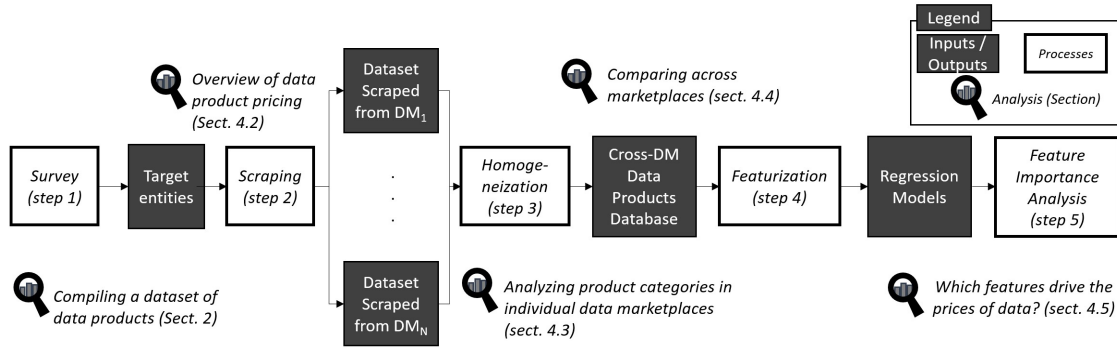 Legend
Inputs /
Outputs
Processes
Analysis (Section)
Overview of data
product pricing
(Sect. 4.2)
Dataset
Scraped
from DM₁
Comparing across
marketplaces (sect. 4.4)
Survey
(step 1)
Target
entities
Scraping
(step 2)
.
.
.
Homoge-
neization
(step 3)
Cross-DM
Data
Products
Database
Featurization
(step 4)
Regression
Models
Feature
Importance
Analysis
(step 5)
Compiling a dataset of
data products (Sect. 2)
Dataset
Scraped
from DMN
Analyzing product categories in
individual data marketplaces
(sect. 4.3)
Which features drive the
prices of data? (sect. 4.5)